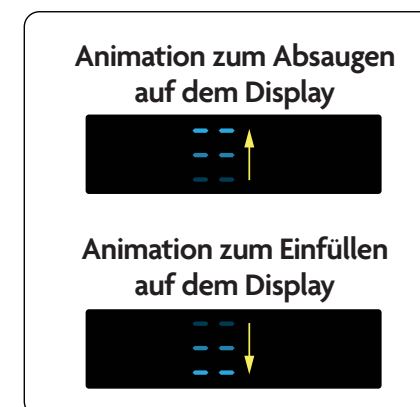 Animation zum Absaugen
auf dem Display
Animation zum Einfüllen
auf dem Display